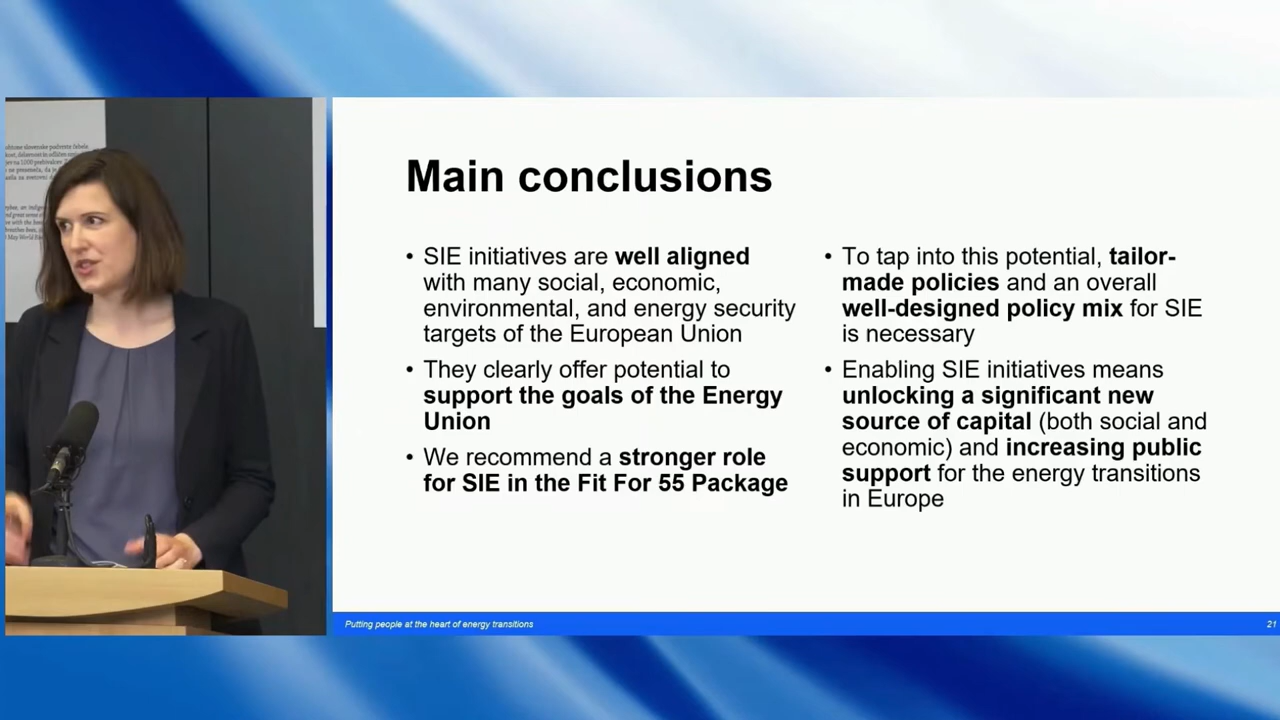 Main conclusions
• SIE initiatives are well aligned
with many social, economic,
environmental, and energy security
targets of the European Union
• They clearly offer potential to
support the goals of the Energy
Union
• We recommend a stronger role
for SIE in the Fit For 55 Package
• To tap into this potential, tailor-
made policies and an overall
well-designed policy mix for SIE
is necessary
• Enabling SIE initiatives means
unlocking a significant new
source of capital (both social and
economic) and increasing public
support for the energy transitions
in Europe
Putting people at the heart of energy transitions
21